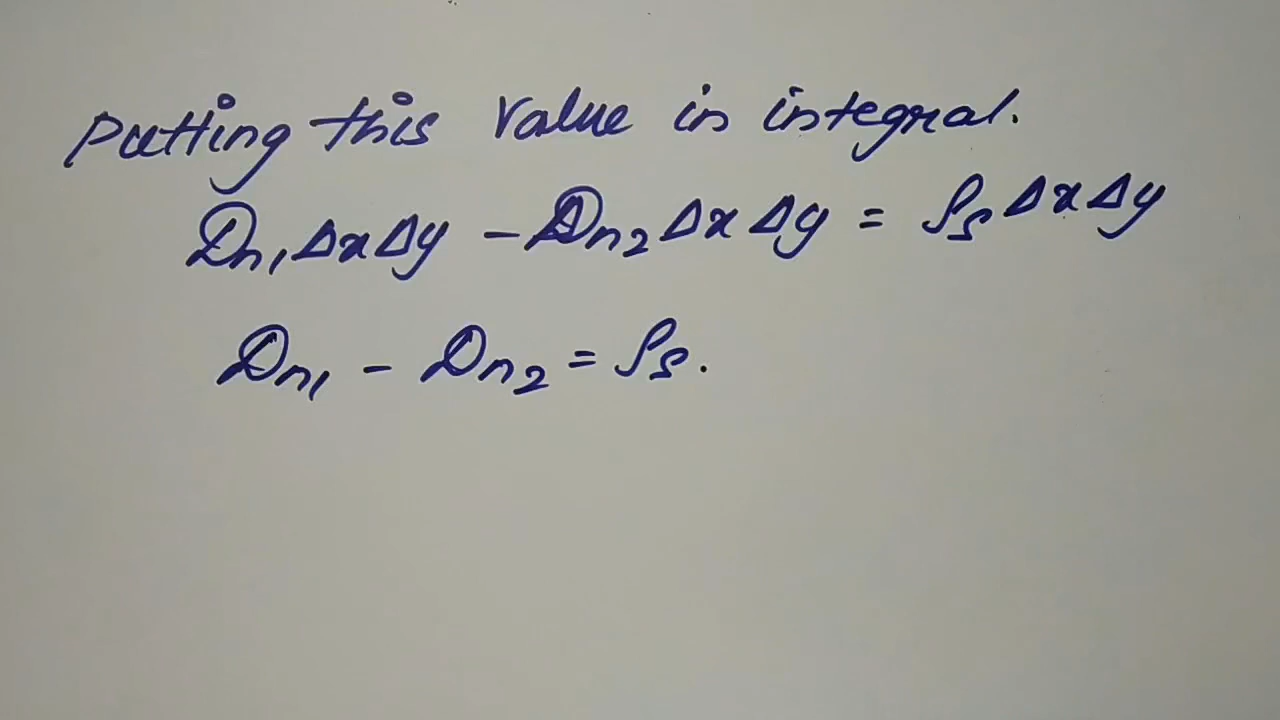 Putting this value in integral.
Dn₁ΔxΔy - Dn₂ΔxΔy = ρsΔxΔy
Dn₁ - Dn₂ = ρs.